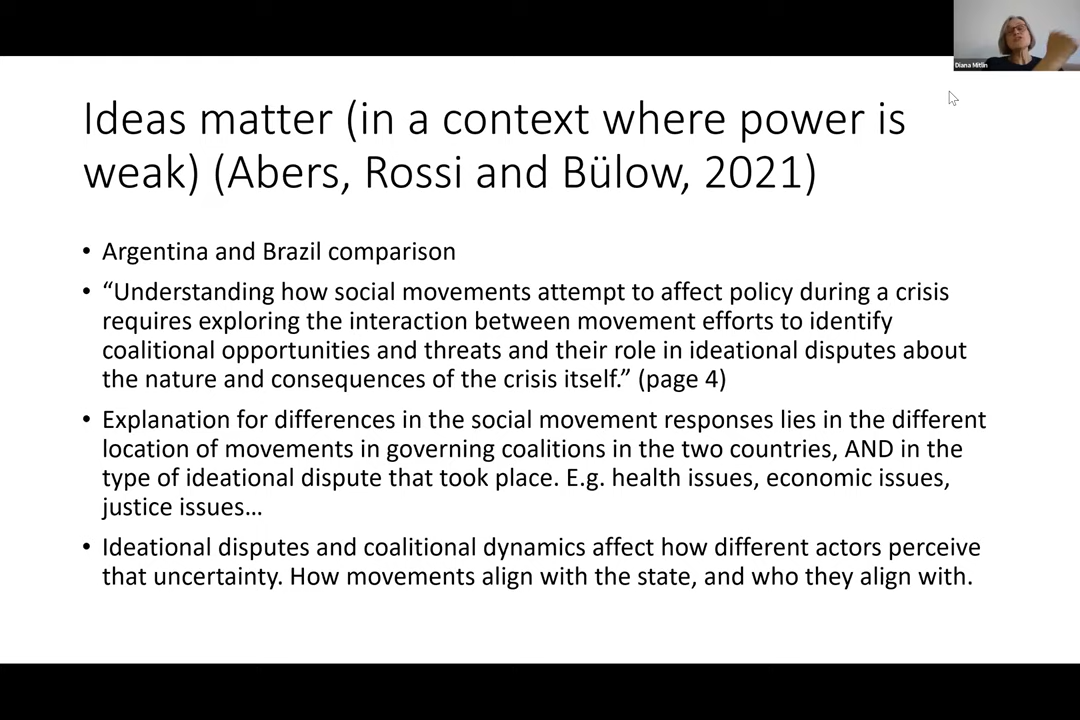 Diana Mitlin
Ideas matter (in a context where power is
weak) (Abers, Rossi and Bülow, 2021)
• Argentina and Brazil comparison
• “Understanding how social movements attempt to affect policy during a crisis
requires exploring the interaction between movement efforts to identify
coalitional opportunities and threats and their role in ideational disputes about
the nature and consequences of the crisis itself.” (page 4)
• Explanation for differences in the social movement responses lies in the different
location of movements in governing coalitions in the two countries, AND in the
type of ideational dispute that took place. E.g. health issues, economic issues,
justice issues…
• Ideational disputes and coalitional dynamics affect how different actors perceive
that uncertainty. How movements align with the state, and who they align with.